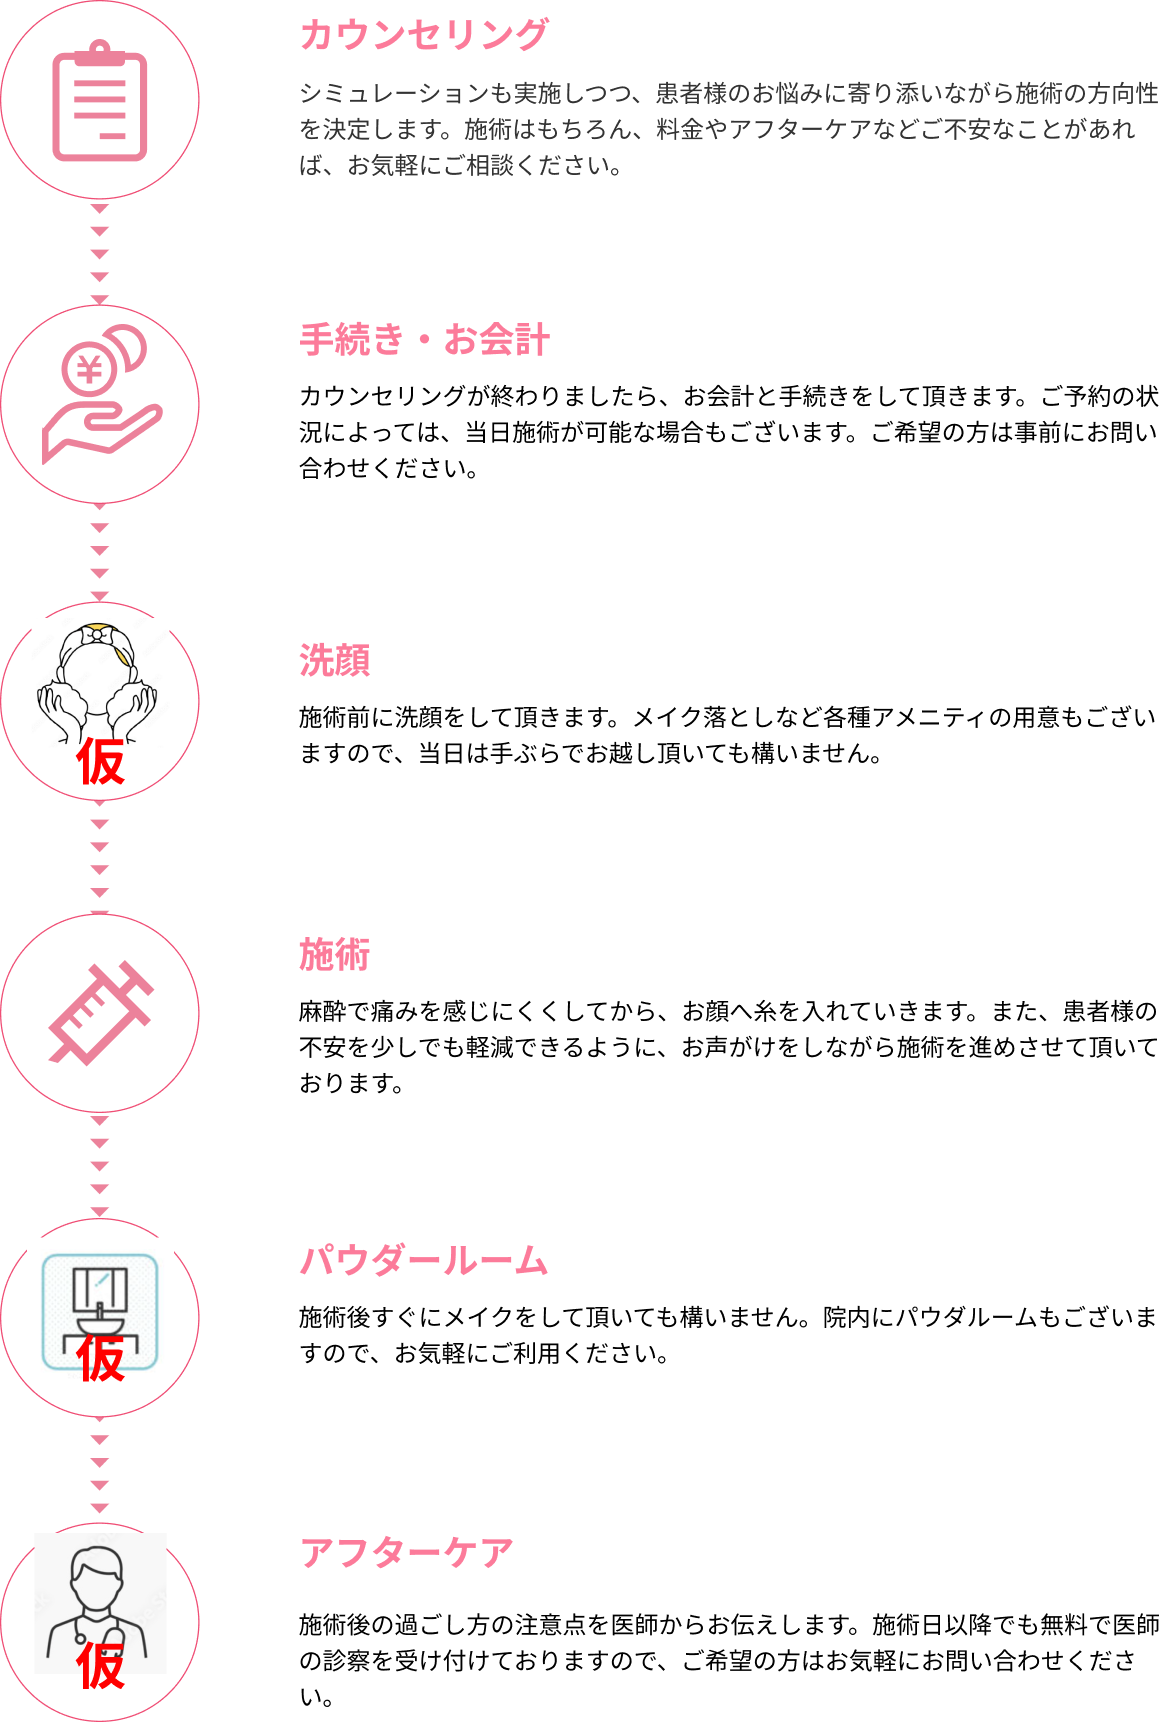 カウンセリング
シミュレーションも実施しつつ、患者様のお悩みに寄り添いながら施術の方向性
を決定します。施術はもちろん、料金やアフターケアなどご不安なことがあれ
ば、お気軽にご相談ください。
¥
手続き・お会計
カウンセリングが終わりましたら、お会計と手続きをして頂きます。ご予約の状
況によっては、当日施術が可能な場合もございます。ご希望の方は事前にお問い
合わせください。
洗顔
施術前に洗顔をして頂きます。メイク落としなど各種アメニティの用意もござい
ますので、当日は手ぶらでお越し頂いても構いません。
仮
施術
麻酔で痛みを感じにくくしてから、お顔へ糸を入れていきます。また、患者様の
不安を少しでも軽減できるように、お声がけをしながら施術を進めさせて頂いて
おります。
パウダールーム
施術後すぐにメイクをして頂いても構いません。院内にパウダルームもございま
すので、お気軽にご利用ください。
仮
アフターケア
施術後の過ごし方の注意点を医師からお伝えします。施術日以降でも無料で医師
の診察を受け付けておりますので、ご希望の方はお気軽にお問い合わせくださ
い。
仮